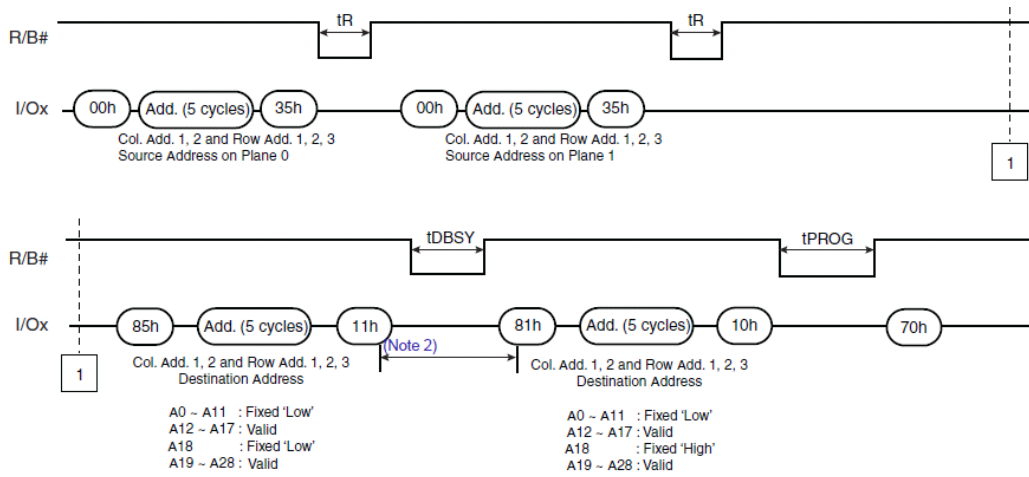 tR tR
R/B#
I/Ox 00h Add. (5 cycles) 35h 00h Add. (5 cycles) 35h
Col. Add. 1, 2 and Row Add. 1, 2, 3 Col. Add. 1, 2 and Row Add. 1, 2, 3
Source Address on Plane 0 Source Address on Plane 1
1
tDBSY tPROG
R/B#
I/Ox 85h Add. (5 cycles) 11h 81h Add. (5 cycles) 10h 70h
(Note 2)
1
Col. Add. 1, 2 and Row Add. 1, 2, 3 Col. Add. 1, 2 and Row Add. 1, 2, 3
Destination Address Destination Address
A0 ~ A11 : Fixed 'Low' A0 ~ A11 : Fixed 'Low'
A12 ~ A17 : Valid A12 ~ A17 : Valid
A18 : Fixed 'Low' A18 : Fixed 'High'
A19 ~ A28 : Valid A19 ~ A28 : Valid